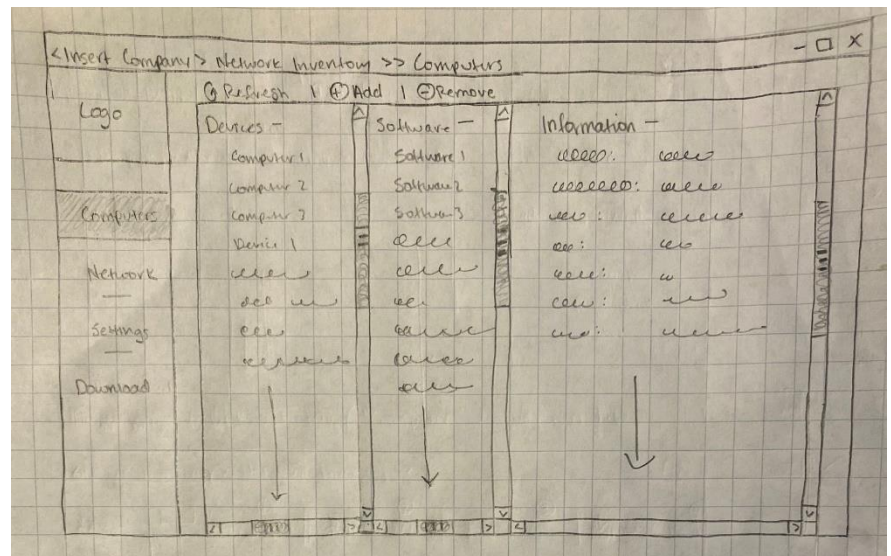 <Insert Company> Network Inventory >> Computers
Refresh | Add | Remove
Logo
Computers
Network
Settings
Download
Devices -
Computer 1
Computer 2
Computer 3
Device 1
Software -
Software 1
Software 2
Software 3
Information -